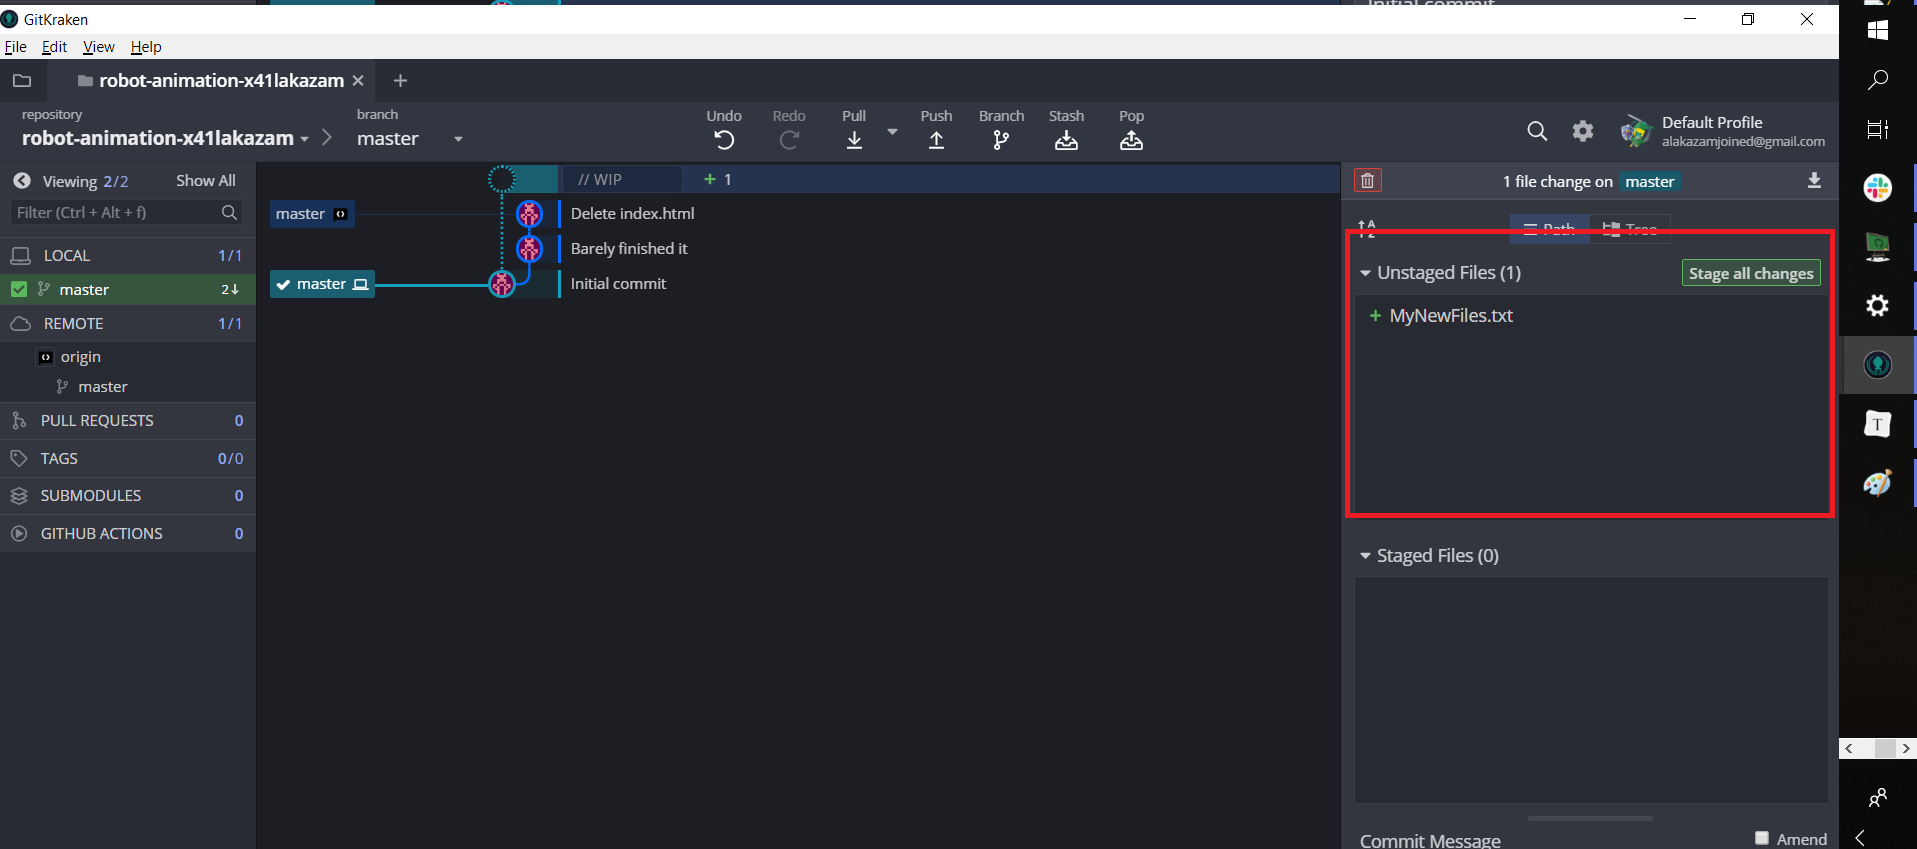 Initial commit
GitKraken
File Edit View Help
robot-animation-x41lakazam
repository
robot-animation-x41lakazam
branch
master
Undo
Redo
Pull
Push
Branch
Stash
Pop
Default Profile
alakazamjoined@gmail.com
Viewing 2/2 Show All
Filter (Ctrl + Alt + f)
LOCAL 1/1
master 2↓
REMOTE 1/1
origin
master
PULL REQUESTS 0
TAGS 0/0
SUBMODULES 0
GITHUB ACTIONS 0
// WIP + 1
master Delete index.html
Barely finished it
master Initial commit
1 file change on master
A
Z
Path Tree
Unstaged Files (1) Stage all changes
+ MyNewFiles.txt
Staged Files (0)
Commit Message Amend
T